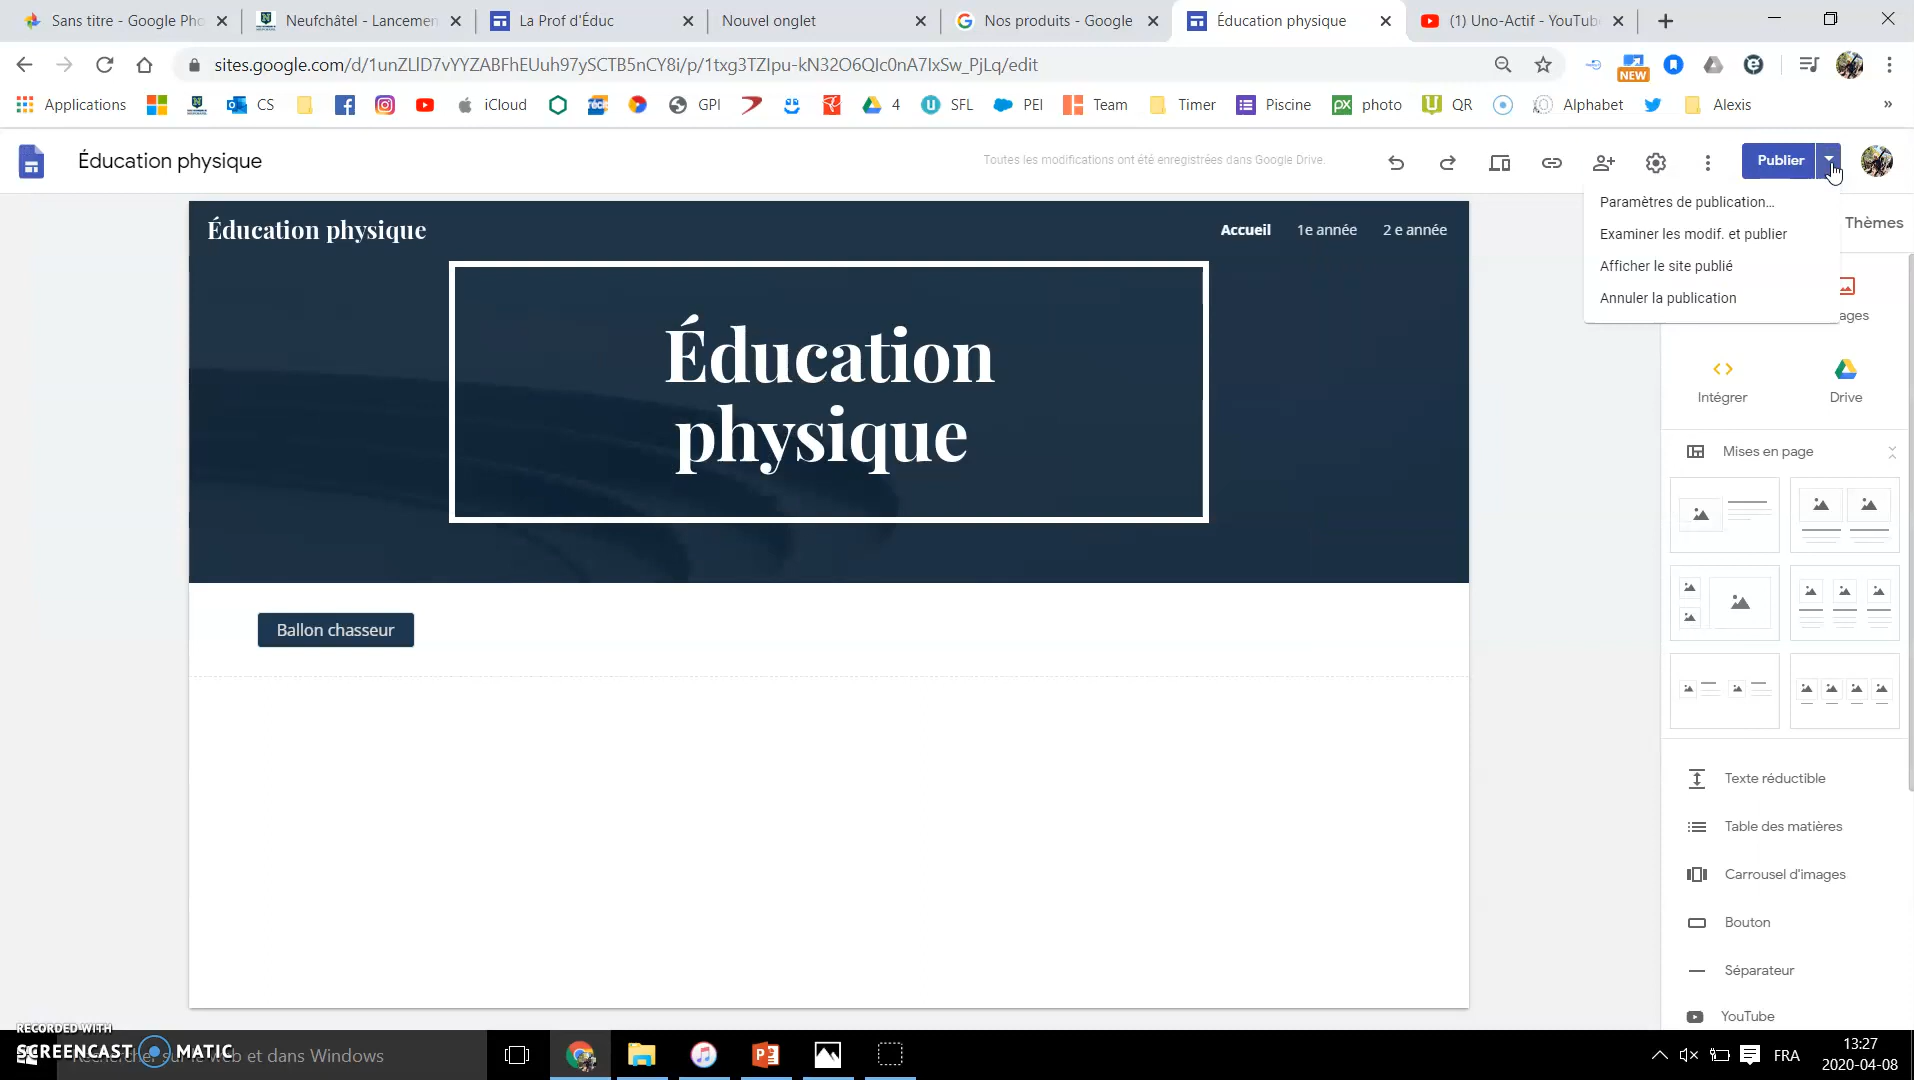 Sans titre - Google Pho
Neufchâtel - Lancemen
La Prof d'Éduc
Nouvel onglet
Nos produits - Google
Éducation physique
(1) Uno-Actif - YouTub
sites.google.com/d/1unZLlD7vYYZABFhEUuh97ySCTB5nCY8i/p/1txg3TZIpu-kN32O6QIc0nA7IxSw_PjLq/edit
NEW
Applications
CS
iCloud
GPI
4
SFL
PEI
Team
Timer
Piscine
photo
QR
Alphabet
Alexis
»
Éducation physique
Toutes les modifications ont été enregistrées dans Google Drive.
Publier
Paramètres de publication...
Examiner les modif. et publier
Afficher le site publié
Annuler la publication
Thèmes
ages
Éducation physique
Accueil
1e année
2 e année
Éducation
physique
Ballon chasseur
Intégrer
Drive
Mises en page
Texte réductible
Table des matières
Carrousel d'images
Bouton
Séparateur
YouTube
RECORDED WITH
SCREENCAST MATIC
et dans Windows
FRA
13:27
2020-04-08